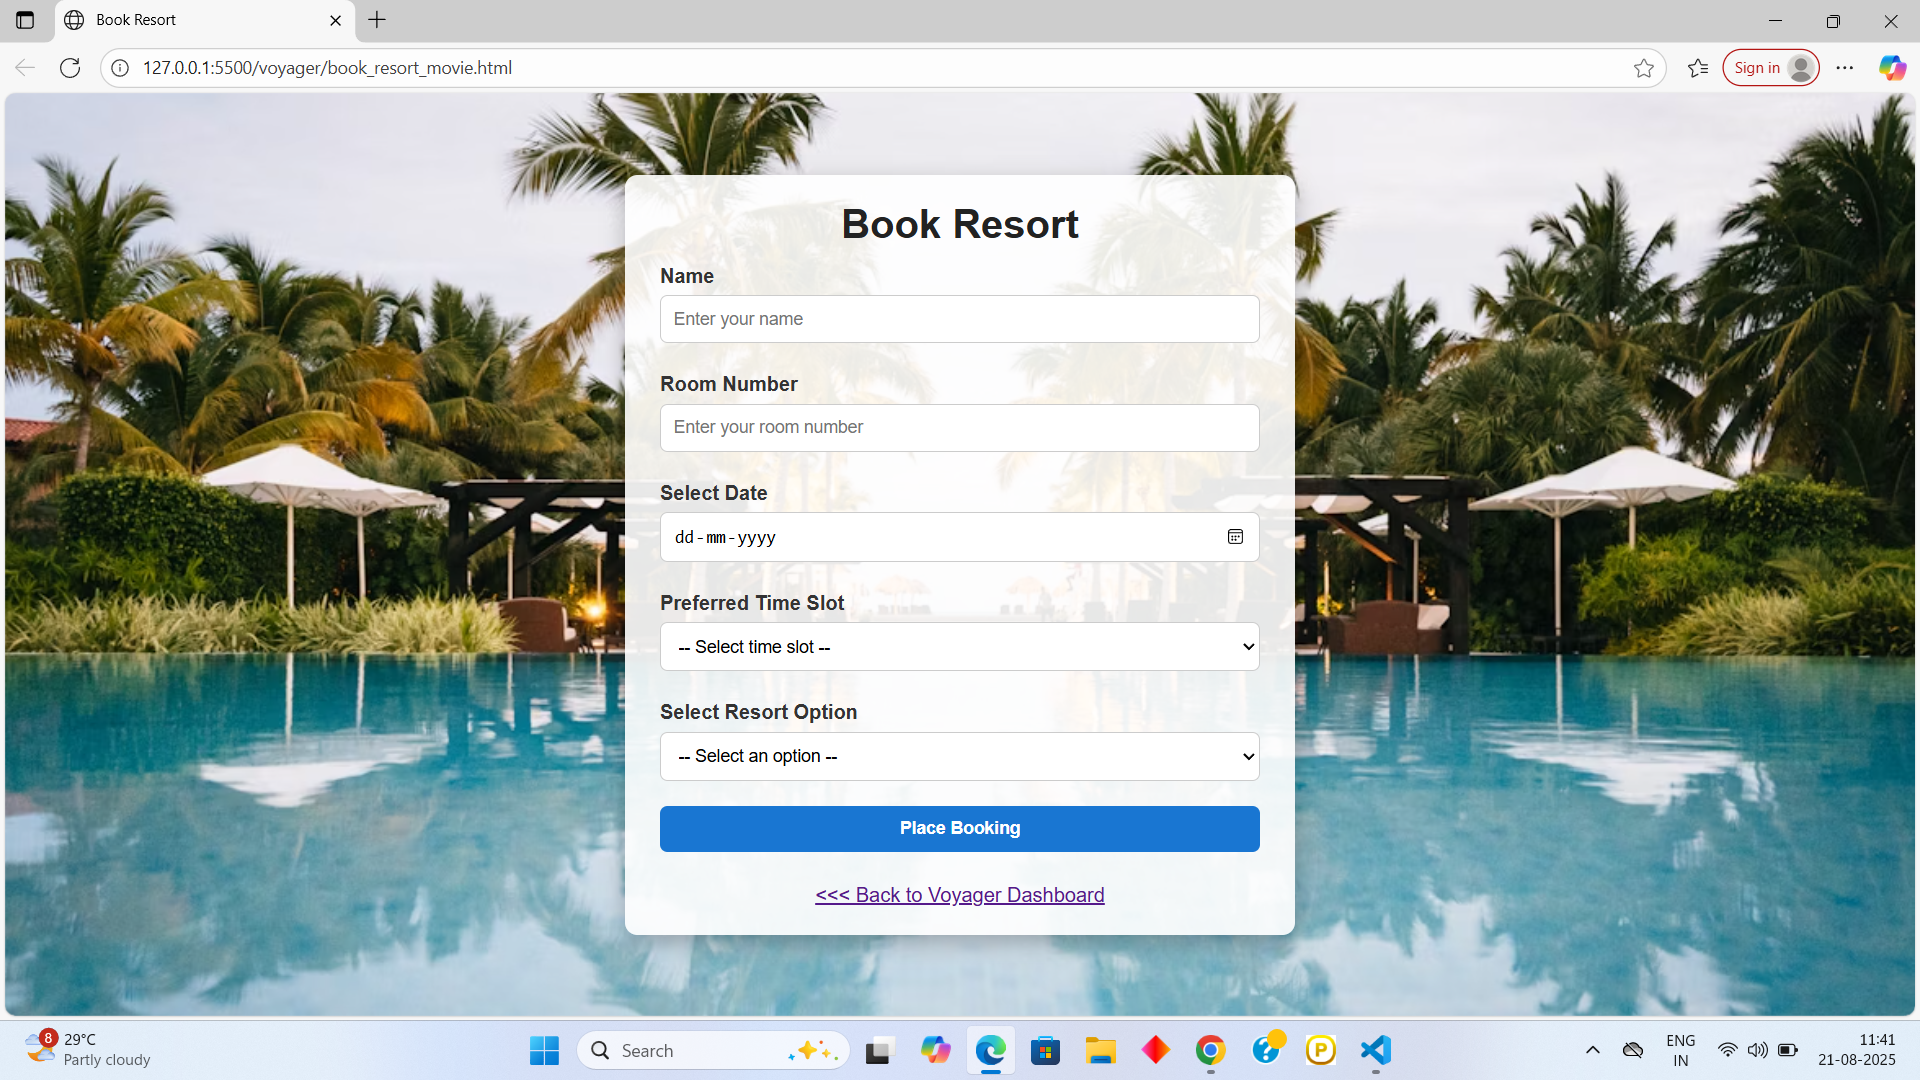 Book Resort
127.0.0.1:5500/voyager/book_resort_movie.html
Sign in
Book Resort
Name
Enter your name
Room Number
Enter your room number
Select Date
dd-mm-yyyy
Preferred Time Slot
-- Select time slot --
Select Resort Option
-- Select an option --
Place Booking
<<< Back to Voyager Dashboard
8
29°C
Partly cloudy
Search
?
P
ENG
IN
11:41
21-08-2025